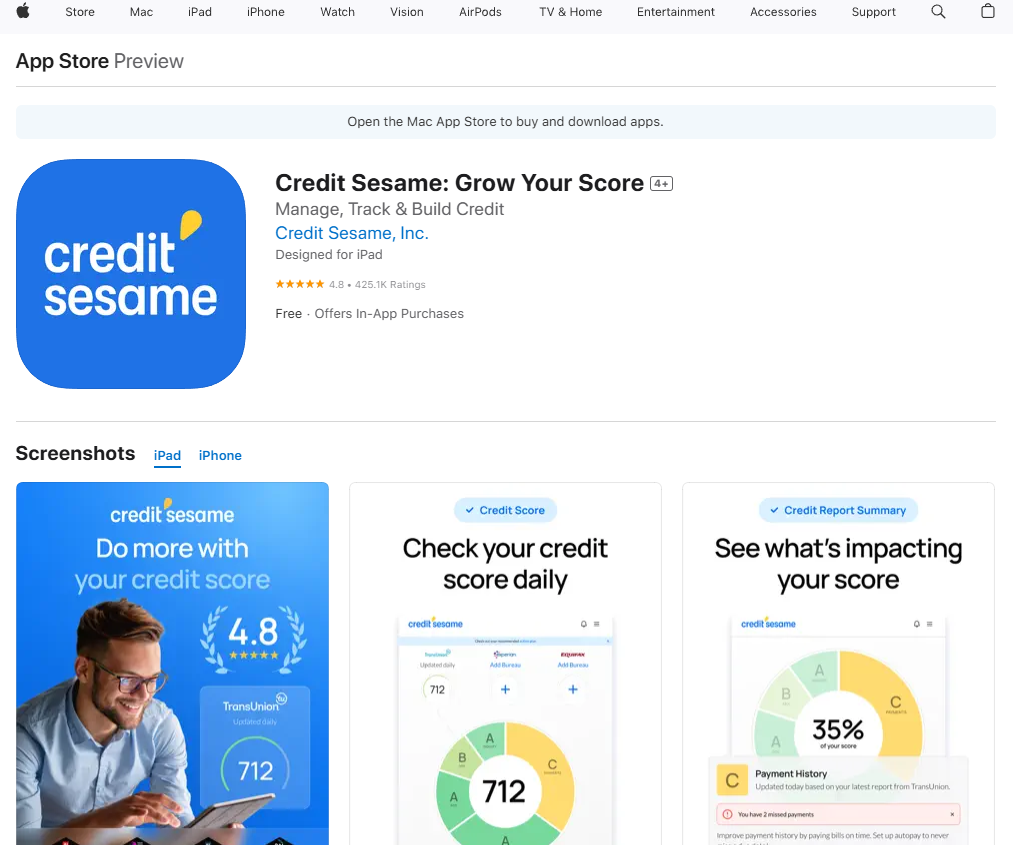 Store Mac iPad iPhone Watch Vision AirPods TV & Home Entertainment Accessories Support
App Store Preview
Open the Mac App Store to buy and download apps.
credit
sesame
Credit Sesame: Grow Your Score 4+
Manage, Track & Build Credit
Credit Sesame, Inc.
Designed for iPad
★★★★★ 4.8 • 425.1K Ratings
Free · Offers In-App Purchases
Screenshots iPad iPhone
credit sesame
Do more with
your credit score
4.8
★★★★★
TransUnion TU
Updated daily
712
Credit Score
Check your credit
score daily
credit sesame
TransUnion Experian EQUIFAX
Updated daily Add Bureau Add Bureau
712 + +
A
B
C
A
712
A
Credit Report Summary
See what's impacting
your score
credit sesame
A
B
C
PAYMENTS
A
35%
of your score
C
Payment History
Updated today based on your latest report from TransUnion.
You have 2 missed payments ×
Improve payment history by paying bills on time. Set up autopay to never